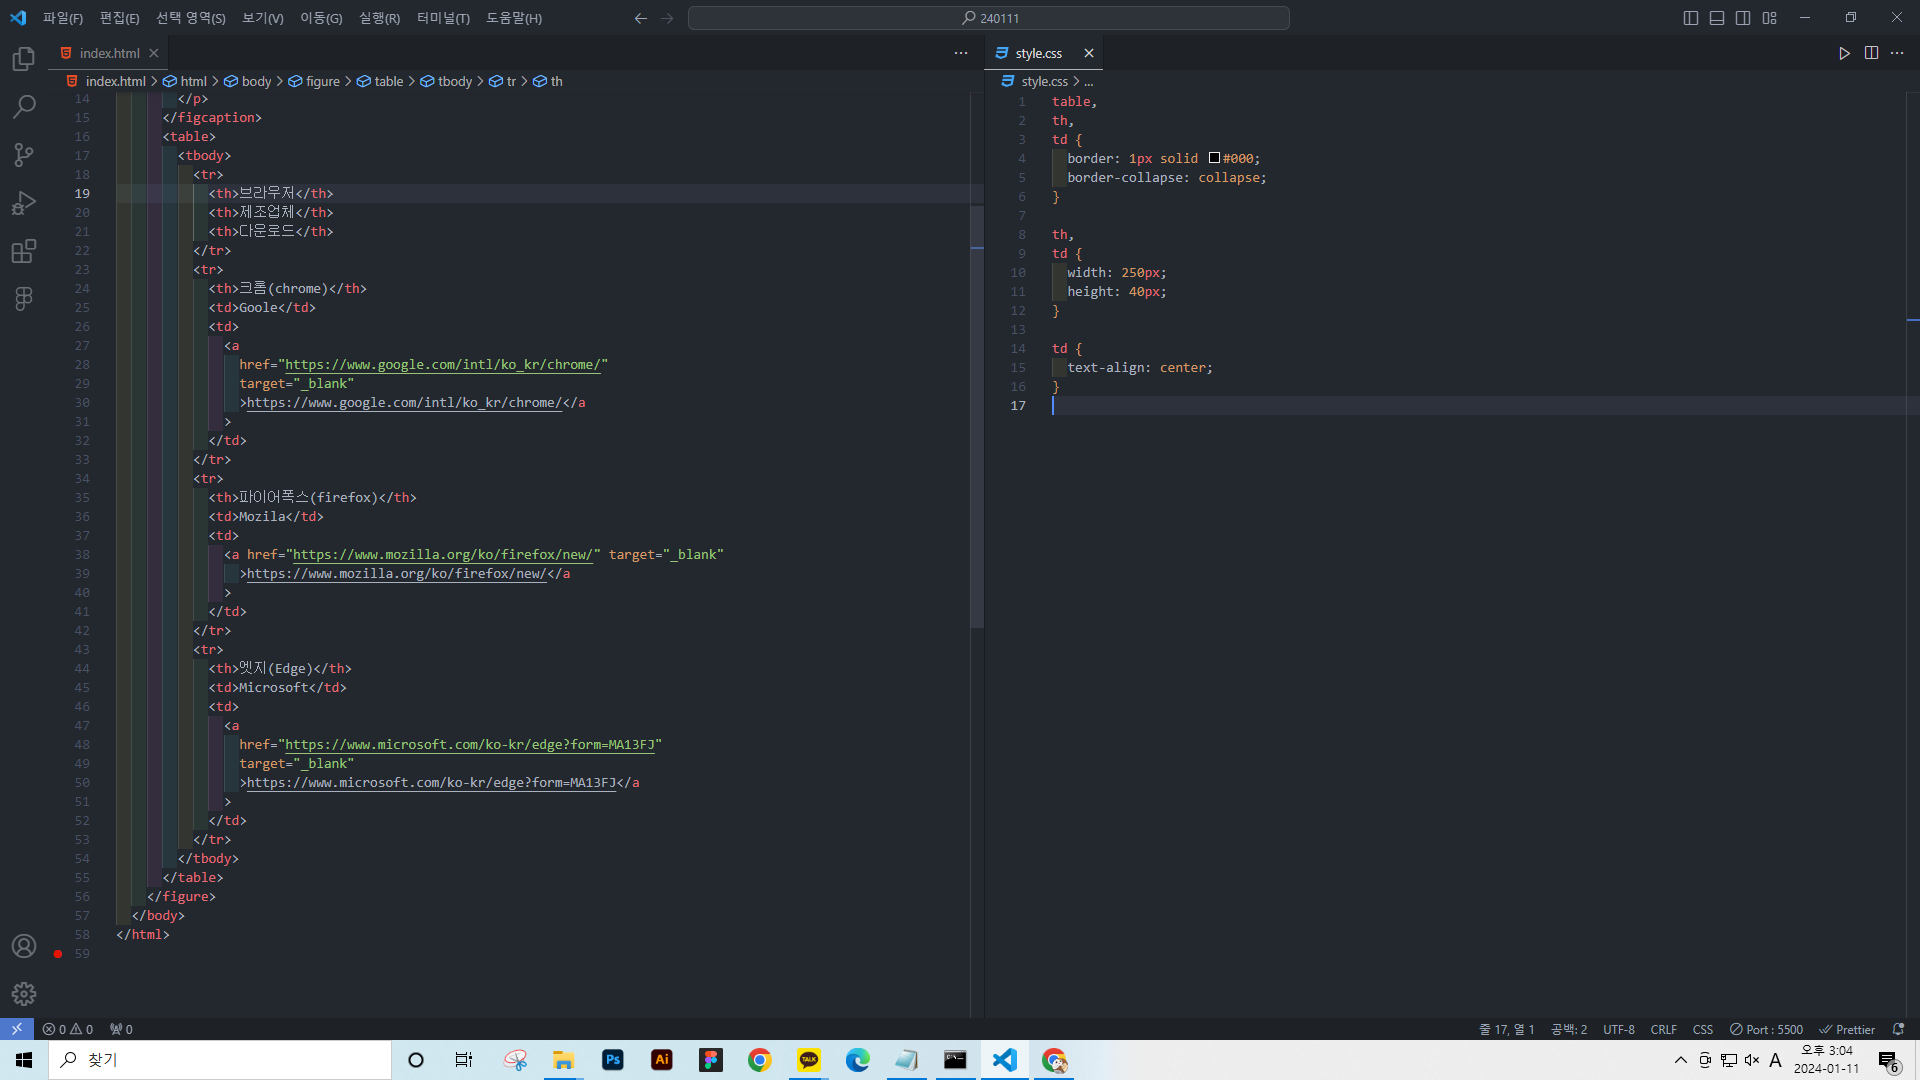 파일(F) 편집(E) 선택 영역(S) 보기(V) 이동(G) 실행(R) 터미널(T) 도움말(H)
240111
index.html
index.html > html > body > figure > table > tbody > tr > th
14 </p>
15 </figcaption>
16 <table>
17 <tbody>
18 <tr>
19 <th>브라우저</th>
20 <th>제조업체</th>
21 <th>다운로드</th>
22 </tr>
23 <tr>
24 <th>크롬(chrome)</th>
25 <td>Goole</td>
26 <td>
27 <a
28 href="https://www.google.com/intl/ko_kr/chrome/"
29 target="_blank"
30 >https://www.google.com/intl/ko_kr/chrome/</a
31 >
32 </td>
33 </tr>
34 <tr>
35 <th>파이어폭스(firefox)</th>
36 <td>Mozila</td>
37 <td>
38 <a href="https://www.mozilla.org/ko/firefox/new/" target="_blank"
39 >https://www.mozilla.org/ko/firefox/new/</a
40 >
41 </td>
42 </tr>
43 <tr>
44 <th>엣지(Edge)</th>
45 <td>Microsoft</td>
46 <td>
47 <a
48 href="https://www.microsoft.com/ko-kr/edge?form=MA13FJ"
49 target="_blank"
50 >https://www.microsoft.com/ko-kr/edge?form=MA13FJ</a
51 >
52 </td>
53 </tr>
54 </tbody>
55 </table>
56 </figure>
57 </body>
58 </html>
59
style.css
style.css > ...
1 table,
2 th,
3 td {
4 border: 1px solid #000;
5 border-collapse: collapse;
6 }
7
8 th,
9 td {
10 width: 250px;
11 height: 40px;
12 }
13
14 td {
15 text-align: center;
16 }
17
0 0 0
줄 17, 열 1 공백: 2 UTF-8 CRLF CSS Port : 5500 Prettier
찾기
Ps
Ai
TALK
A
오후 3:04
2024-01-11
6